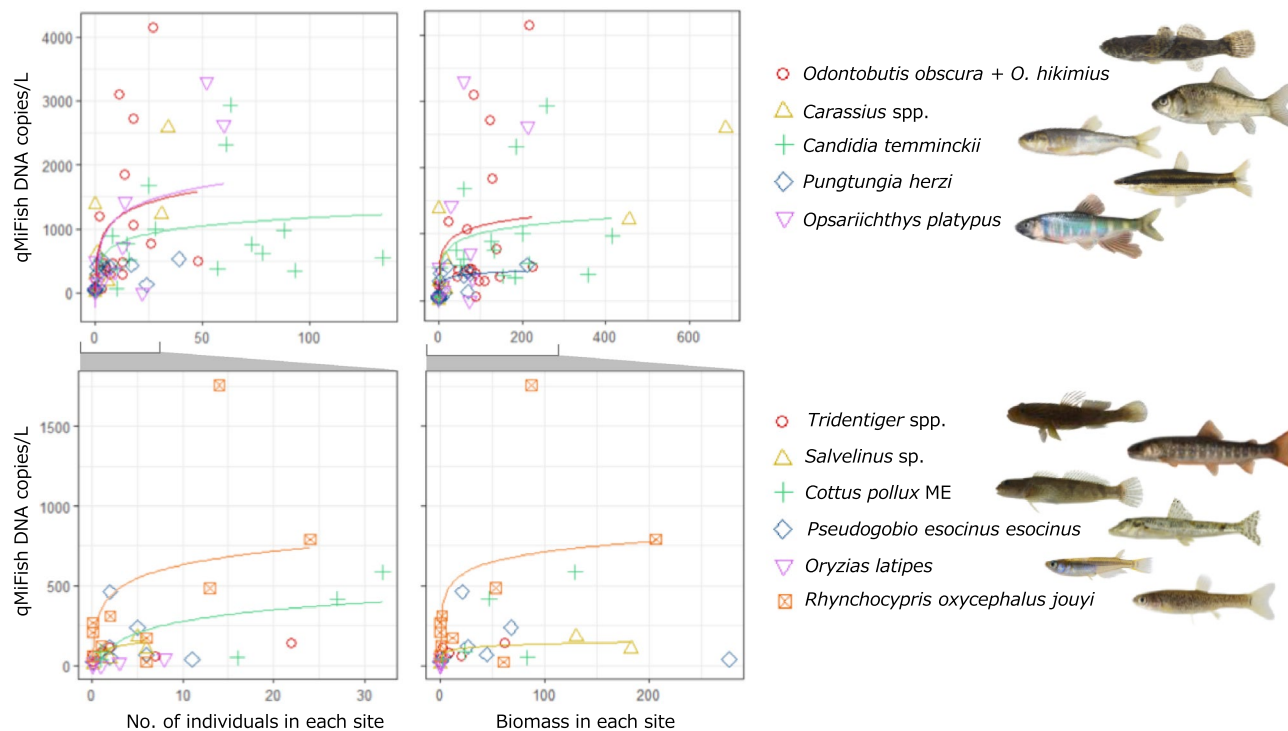 qMiFish DNA copies/L
4000
3000
2000
1000
0
0 50 100
0 200 400 600
Odontobutis obscura + O. hikimius
Carassius spp.
Candidia temminckii
Pungtungia herzi
Opsariichthys platypus
qMiFish DNA copies/L
1500
1000
500
0
0 10 20 30
0 100 200
No. of individuals in each site
Biomass in each site
Tridentiger spp.
Salvelinus sp.
Cottus pollux ME
Pseudogobio esocinus esocinus
Oryzias latipes
Rhynchocypris oxycephalus jouyi